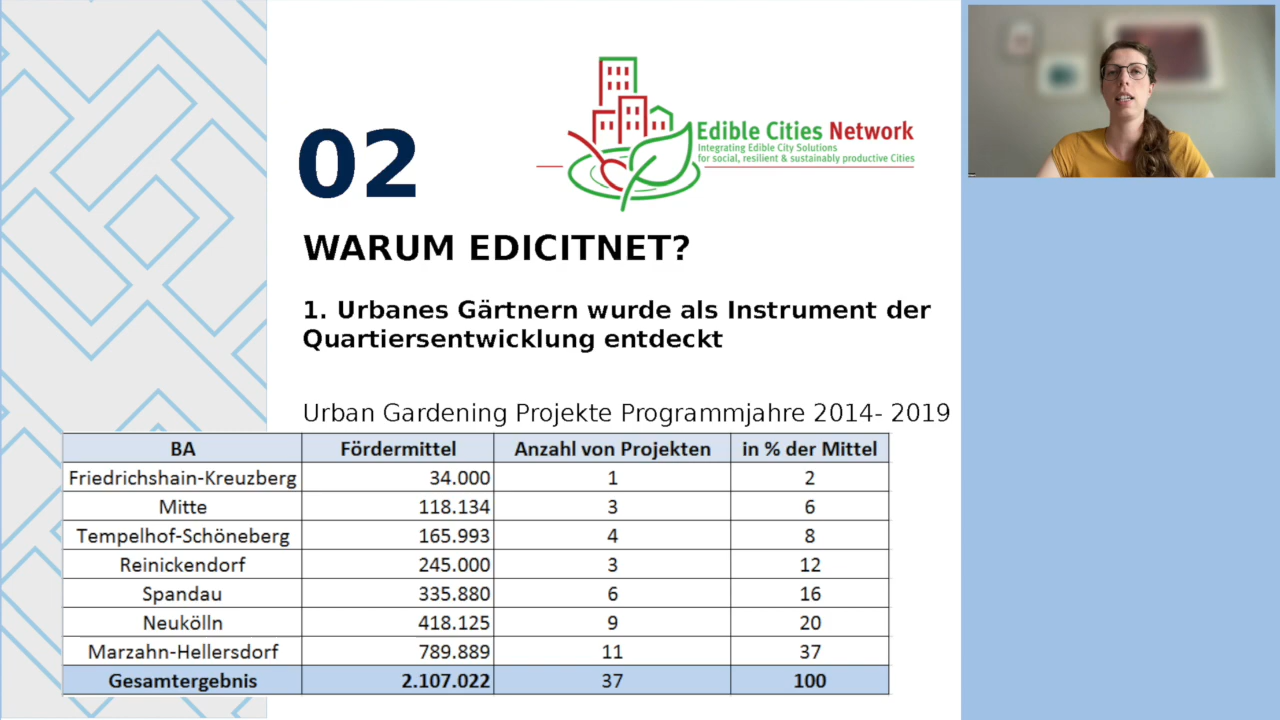 02
Edible Cities Network
Integrating Edible City Solutions
for social, resilient & sustainably productive Cities
WARUM EDICITNET?
1. Urbanes Gärtnern wurde als Instrument der
Quartiersentwicklung entdeckt
Urban Gardening Projekte Programmjahre 2014- 2019
BA Fördermittel Anzahl von Projekten in % der Mittel
Friedrichshain-Kreuzberg 34.000 1 2
Mitte 118.134 3 6
Tempelhof-Schöneberg 165.993 4 8
Reinickendorf 245.000 3 12
Spandau 335.880 6 16
Neukölln 418.125 9 20
Marzahn-Hellersdorf 789.889 11 37
Gesamtergebnis 2.107.022 37 100